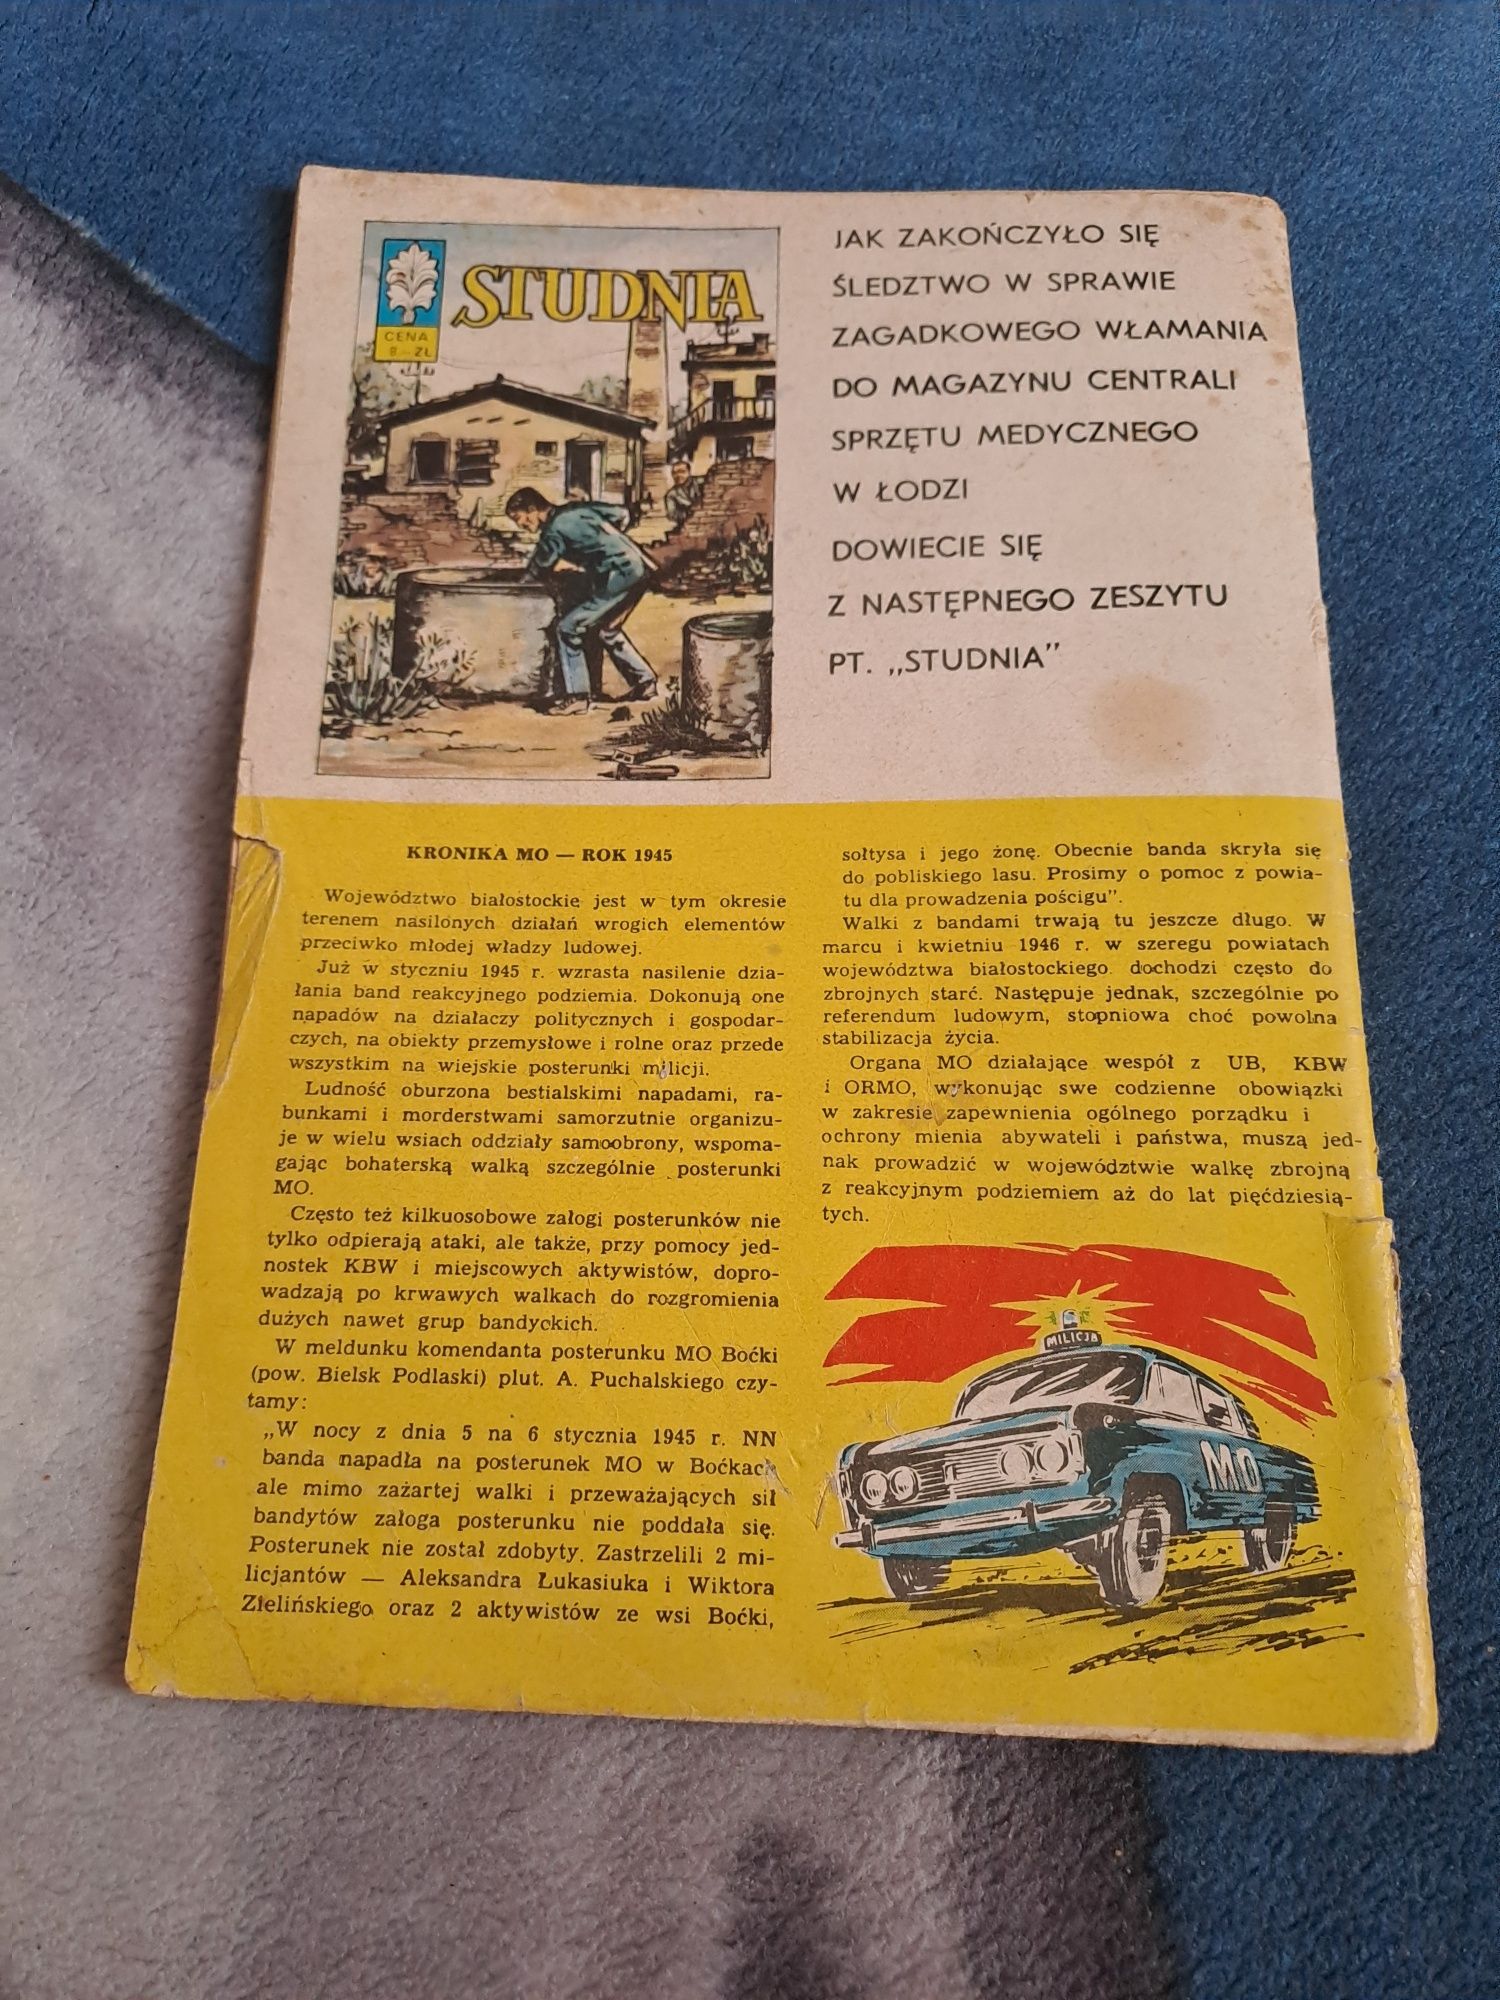 STUDNIA
CENA
8.— ZŁ
JAK ZAKOŃCZYŁO SIĘ
ŚLEDZTWO W SPRAWIE
ZAGADKOWEGO WŁAMANIA
DO MAGAZYNU CENTRALI
SPRZĘTU MEDYCZNEGO
W ŁODZI
DOWIECIE SIĘ
Z NASTĘPNEGO ZESZYTU
PT. „STUDNIA”
KRONIKA MO — ROK 1945
Województwo białostockie jest w tym okresie
terenem nasilonych działań wrogich elementów
przeciwko młodej władzy ludowej.
Już w styczniu 1945 r. wzrasta nasilenie dzia-
łania band reakcyjnego podziemia. Dokonują one
napadów na działaczy politycznych i gospodar-
czych, na obiekty przemysłowe i rolne oraz przede
wszystkim na wiejskie posterunki milicji.
Ludność oburzona bestialskimi napadami, ra-
bunkami i morderstwami samorzutnie organizu-
je w wielu wsiach oddziały samoobrony, wspoma-
gając bohaterską walką szczególnie posterunki
MO.
Często też kilkuosobowe załogi posterunków nie
tylko odpierają ataki, ale także, przy pomocy jed-
nostek KBW i miejscowych aktywistów, dopro-
wadzają po krwawych walkach do rozgromienia
dużych nawet grup bandyckich.
W meldunku komendanta posterunku MO Boćki
(pow. Bielsk Podlaski) plut. A. Puchalskiego czy-
tamy:
„W nocy z dnia 5 na 6 stycznia 1945 r. NN
banda napadła na posterunek MO w Boćkach
ale mimo zażartej walki i przeważających sił
bandytów załoga posterunku nie poddała się.
Posterunek nie został zdobyty. Zastrzelili 2 mi-
licjantów — Aleksandra Łukasiuka i Wiktora
Zielińskiego oraz 2 aktywistów ze wsi Boćki,
sołtysa i jego żonę. Obecnie banda skryła się
do pobliskiego lasu. Prosimy o pomoc z powia-
tu dla prowadzenia pościgu”.
Walki z bandami trwają tu jeszcze długo. W
marcu i kwietniu 1946 r. w szeregu powiatach
województwa białostockiego dochodzi często do
zbrojnych starć. Następuje jednak, szczególnie po
referendum ludowym, stopniowa choć powolna
stabilizacja życia.
Organa MO działające wespół z UB, KBW
i ORMO, wykonując swe codzienne obowiązki
w zakresie zapewnienia ogólnego porządku i
ochrony mienia abywateli i państwa, muszą jed-
nak prowadzić w województwie walkę zbrojną
z reakcyjnym podziemiem aż do lat pięćdziesią-
tych.
MILICJA
MO